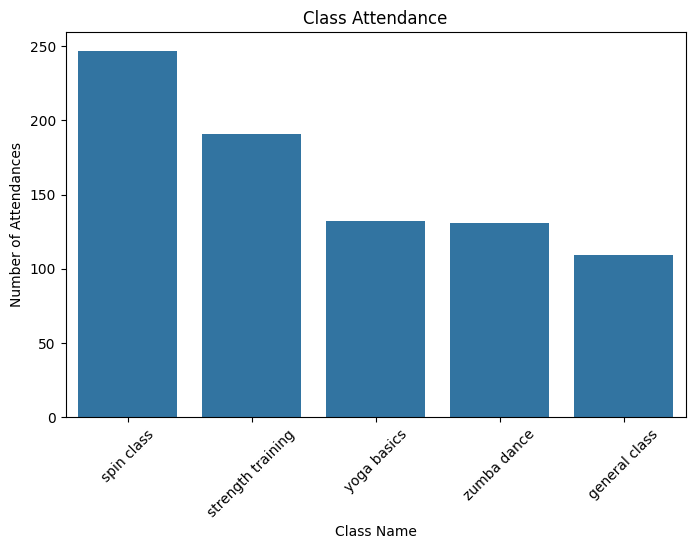 Class Attendance
Number of Attendances
250
200
150
100
50
0
spin class
strength training
yoga basics
zumba dance
general class
Class Name